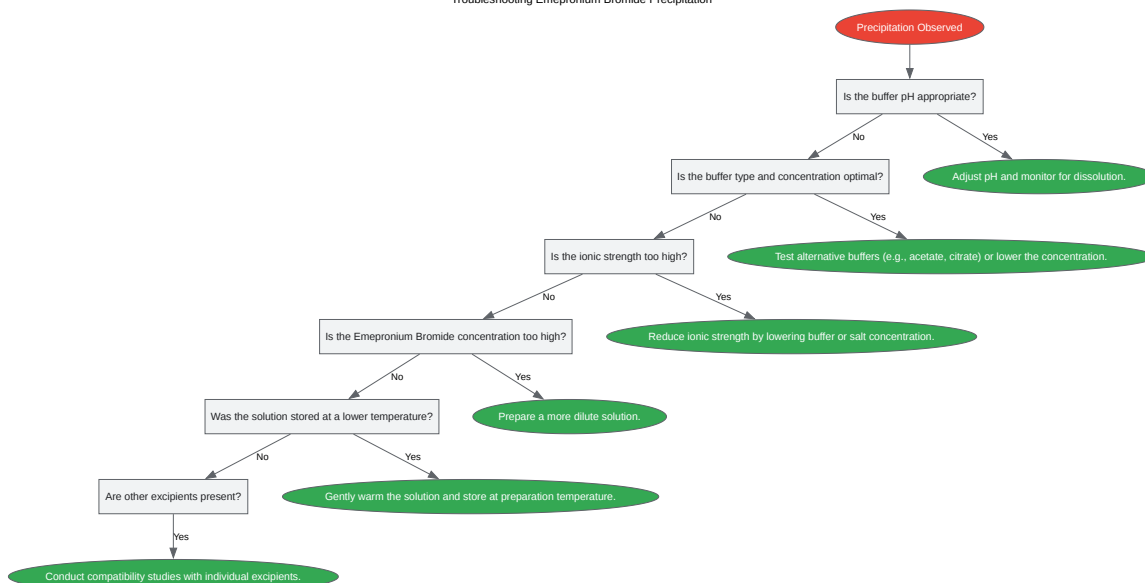 Troubleshooting Emepronium Bromide Precipitation
Precipitation Observed
Is the buffer pH appropriate?
No
Yes
Is the buffer type and concentration optimal?
Adjust pH and monitor for dissolution.
No
Yes
Is the ionic strength too high?
Test alternative buffers (e.g., acetate, citrate) or lower the concentration.
No
Yes
Is the Emepronium Bromide concentration too high?
Reduce ionic strength by lowering buffer or salt concentration.
No
Yes
Was the solution stored at a lower temperature?
Prepare a more dilute solution.
No
Yes
Are other excipients present?
Gently warm the solution and store at preparation temperature.
Yes
Conduct compatibility studies with individual excipients.